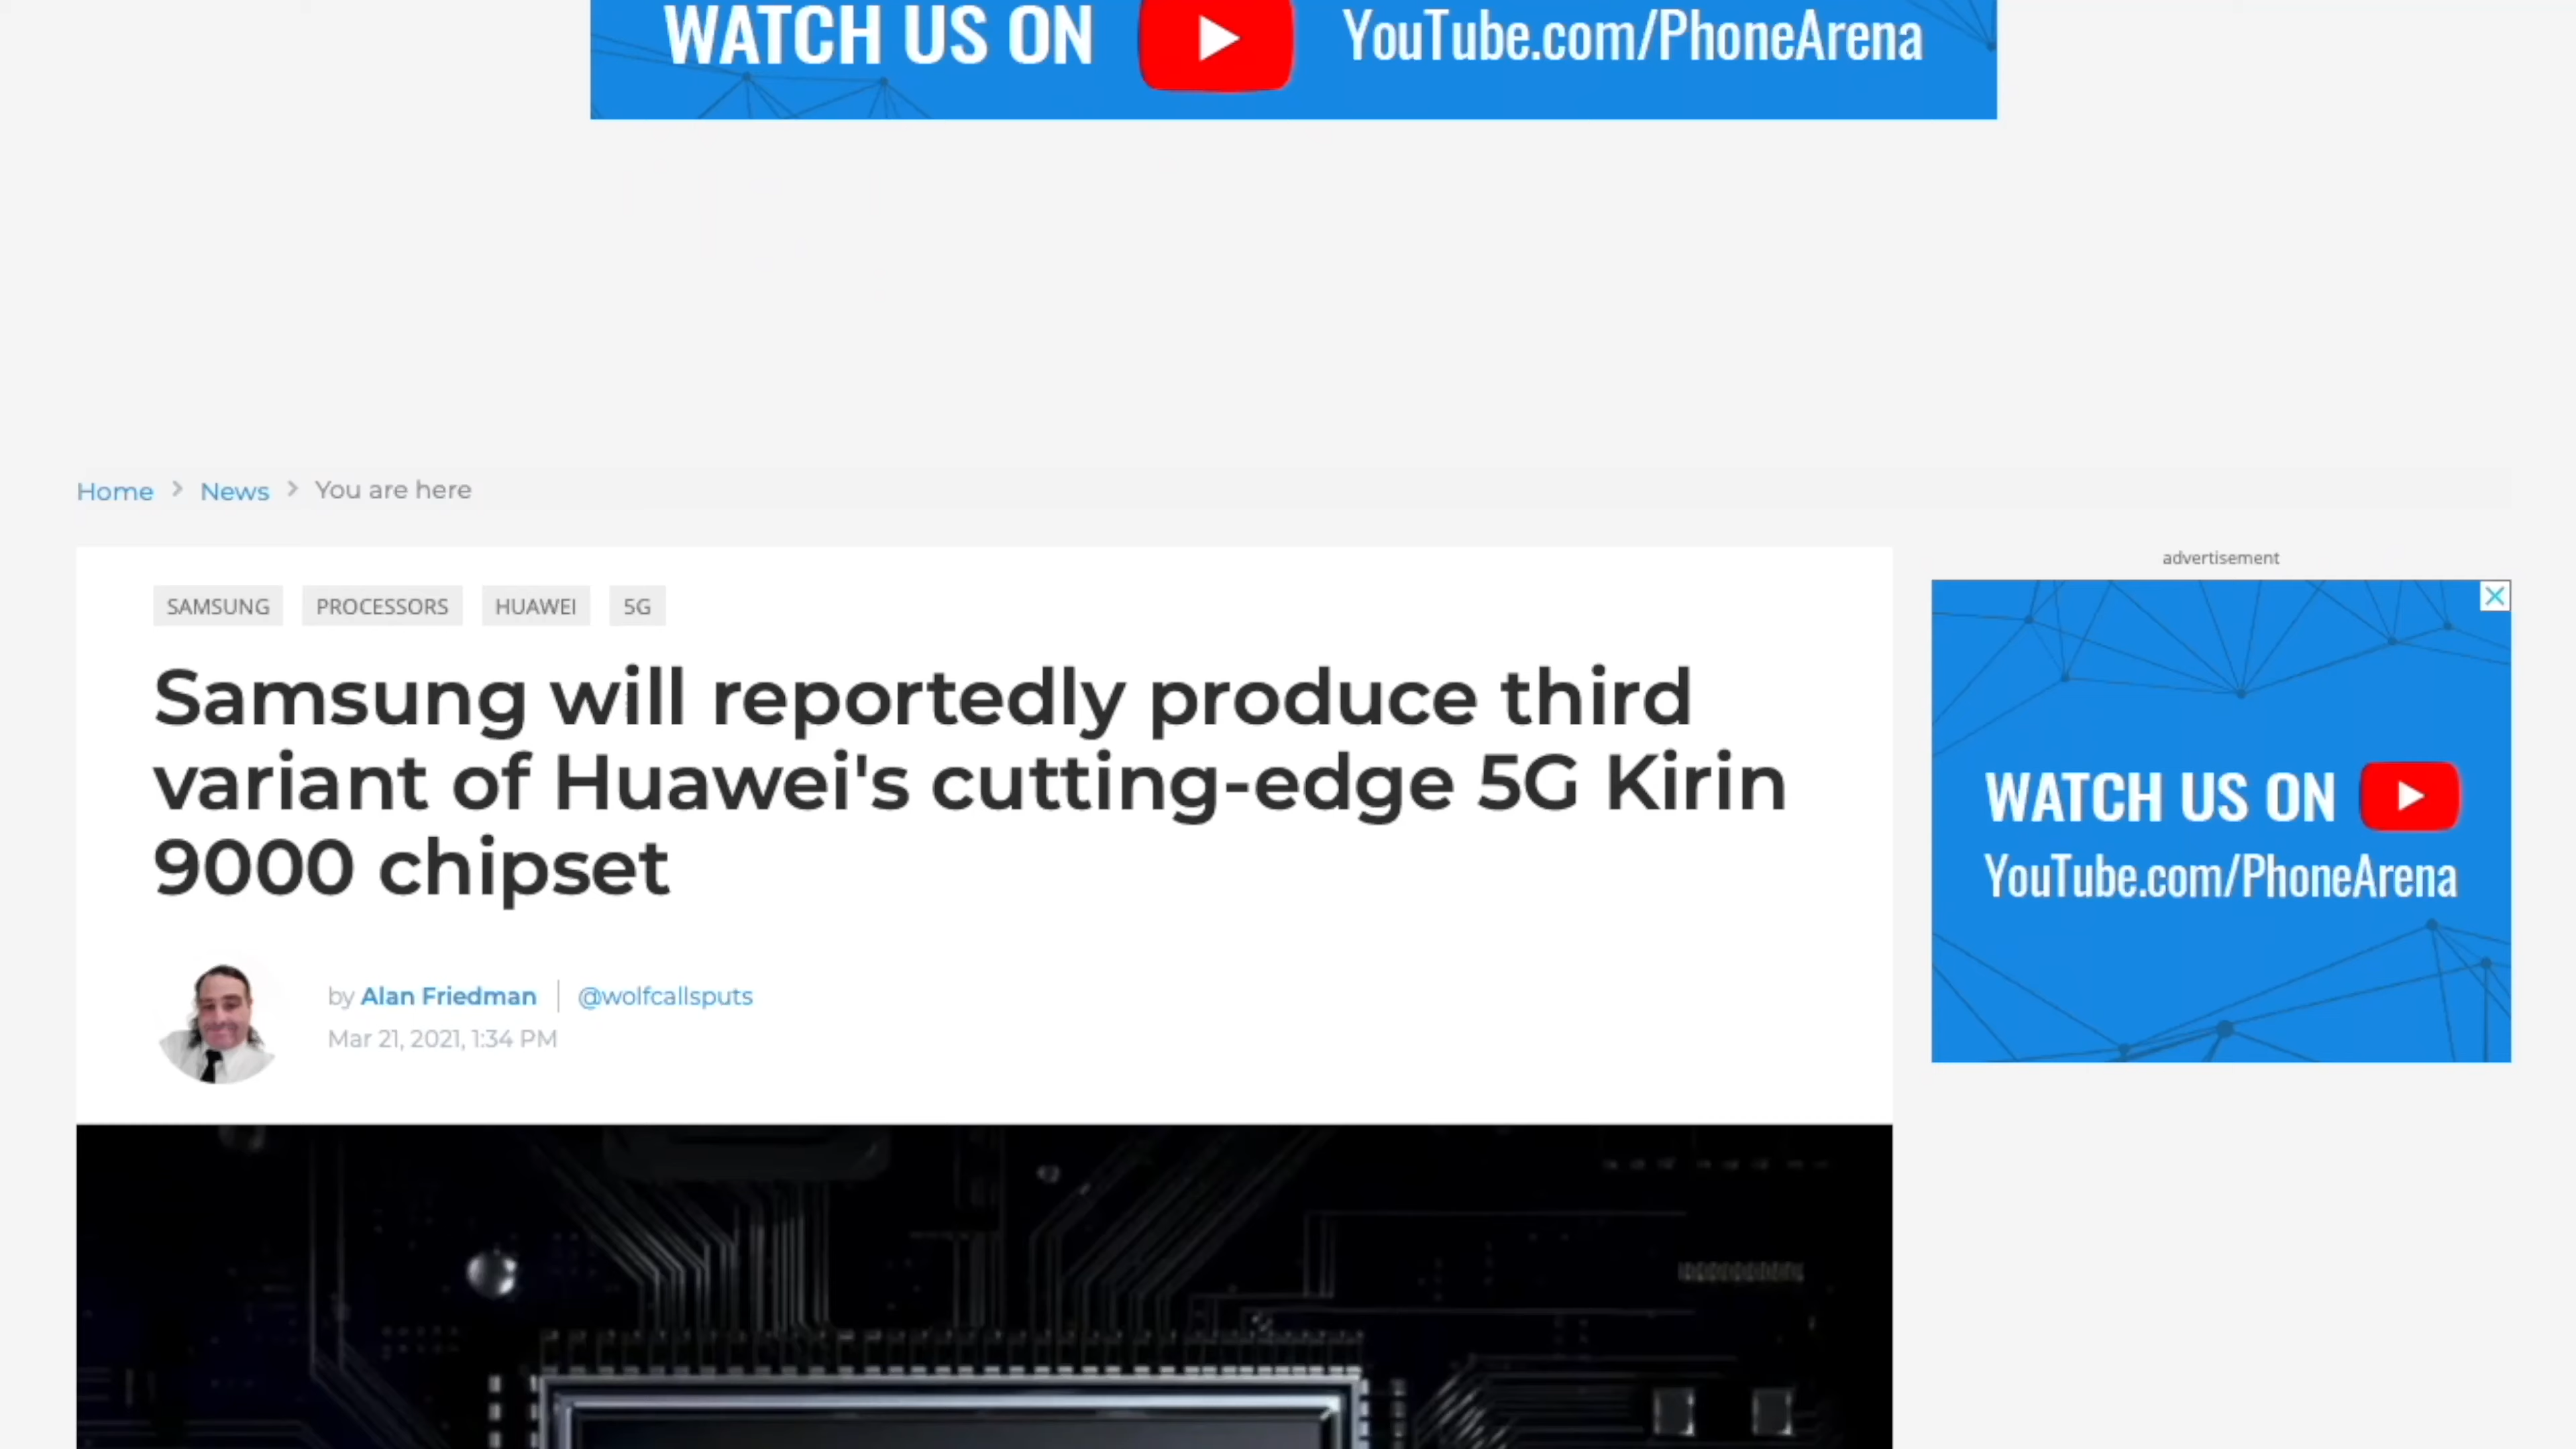 WATCH US ON YouTube.com/PhoneArena
Home > News > You are here
SAMSUNG PROCESSORS HUAWEI 5G
Samsung will reportedly produce third
variant of Huawei's cutting-edge 5G Kirin
9000 chipset
by Alan Friedman | @wolfcallsputs
Mar 21, 2021, 1:34 PM
advertisement
WATCH US ON
YouTube.com/PhoneArena